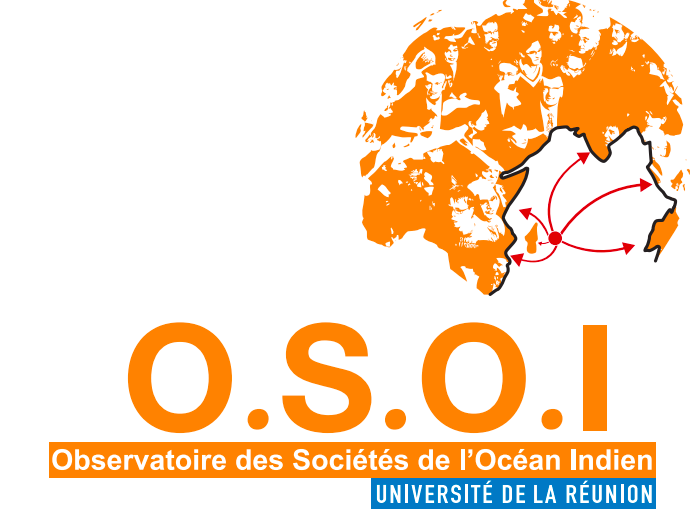 O.S.O.I
Observatoire des Sociétés de l'Océan Indien
UNIVERSITÉ DE LA RÉUNION